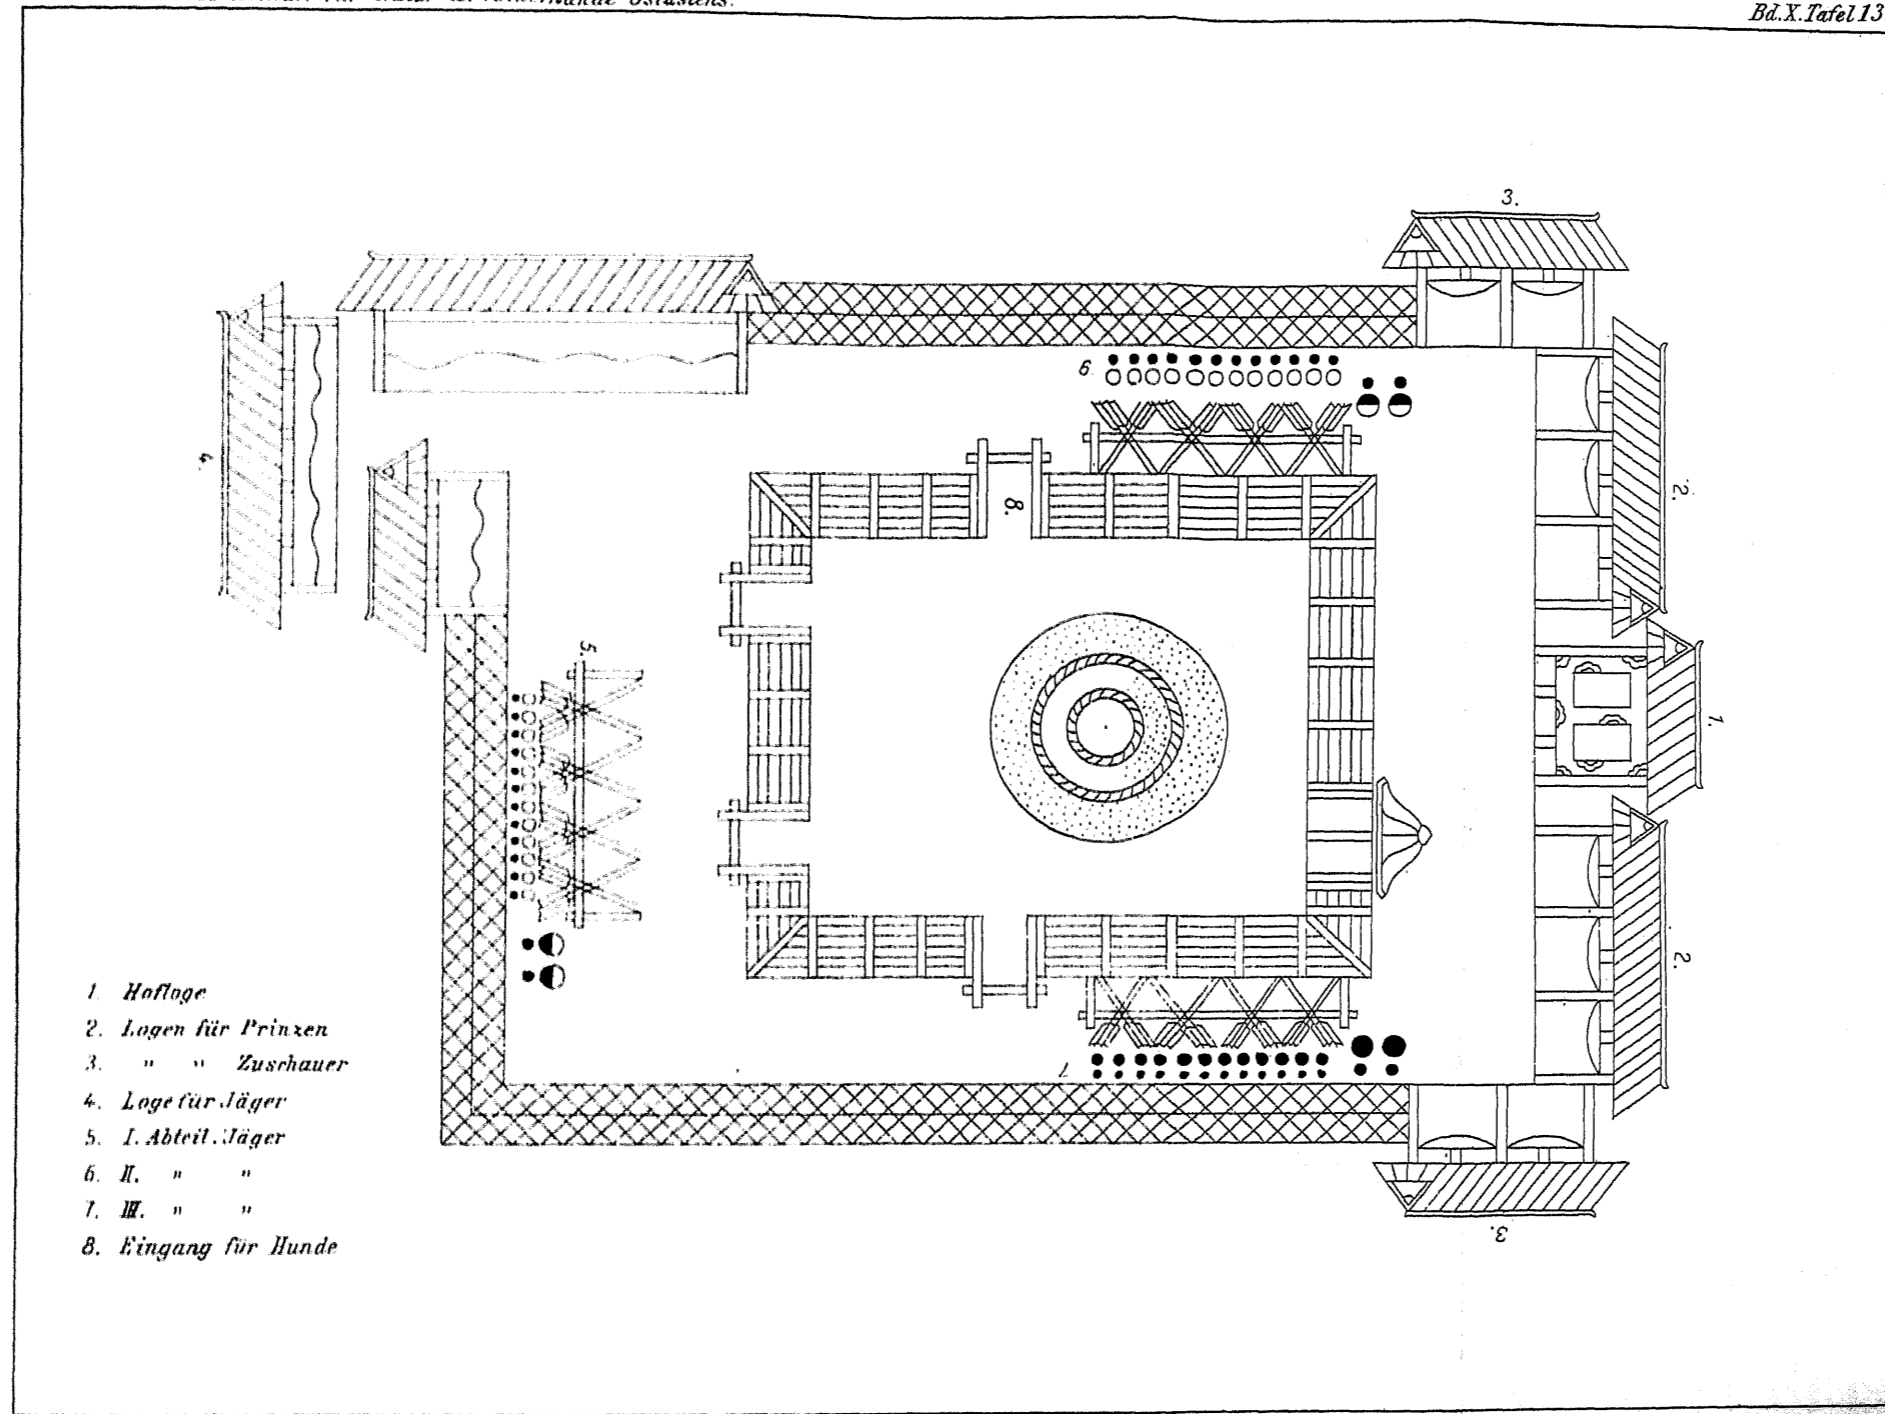 Ostasiens.
Bd. X. Tafel 13
3.
6.
4.
8.
2.
5.
1.
2.
7
3.
1. Hofloge
2. Logen für Prinzen
3. " " Zuschauer
4. Loge für Jäger
5. I. Abteil. Jäger
6. II. " "
7. III. " "
8. Eingang für Hunde